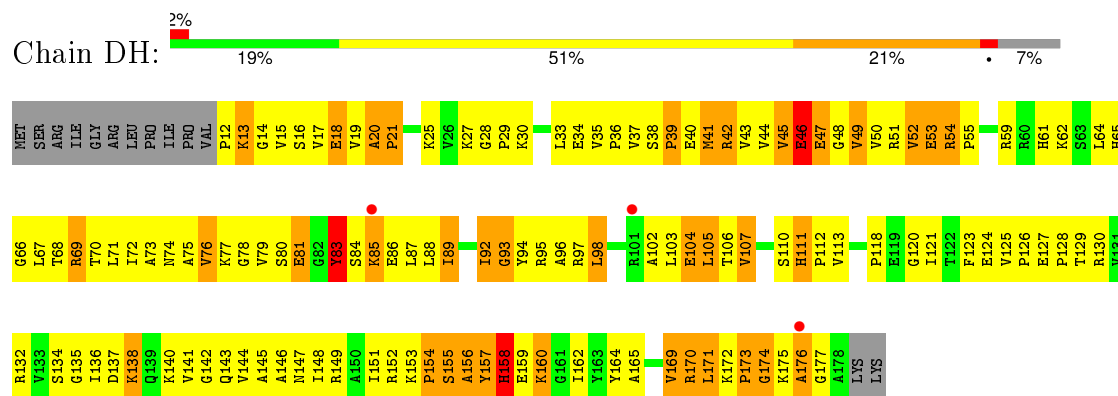 2%
Chain DH:
19% 51% 21% • 7%
MET SER ARG ILE GLY ARG LEU PRO ILE PRO VAL P12 K13 G14 V15 S16 V17 E18 V19 A20 P21 K25 V26 K27 G28 P29 K30 L33 E34 V35 P36 V37 S38 P39 E40 M41 R42 V43 V44 V45 E46 E47 G48 V49 V50 R51 V52 E53 R54 P55 R59 R60 H61 K62 S63 L64 H65
G66 L67 T68 R69 T70 L71 I72 A73 N74 A75 V76 K77 G78 V79 S80 E81 G82 Y83 S84 K85 E86 L87 L88 I89 I92 G93 Y94 R95 A96 R97 L98 R101 A102 L103 E104 L105 T106 V107 S110 H111 P112 V113 P118 E119 G120 I121 T122 F123 E124 V125 P126 E127 P128 T129 R130 V131
R132 V133 S134 G135 I136 D137 K138 Q139 K140 V141 G142 Q143 V144 A145 A146 N147 I148 R149 A150 I151 R152 K153 P154 S155 A156 Y157 H158 E159 K160 G161 I162 Y163 Y164 A165 V169 R170 L171 K172 P173 G174 K175 A176 G177 A178 LYS LYS